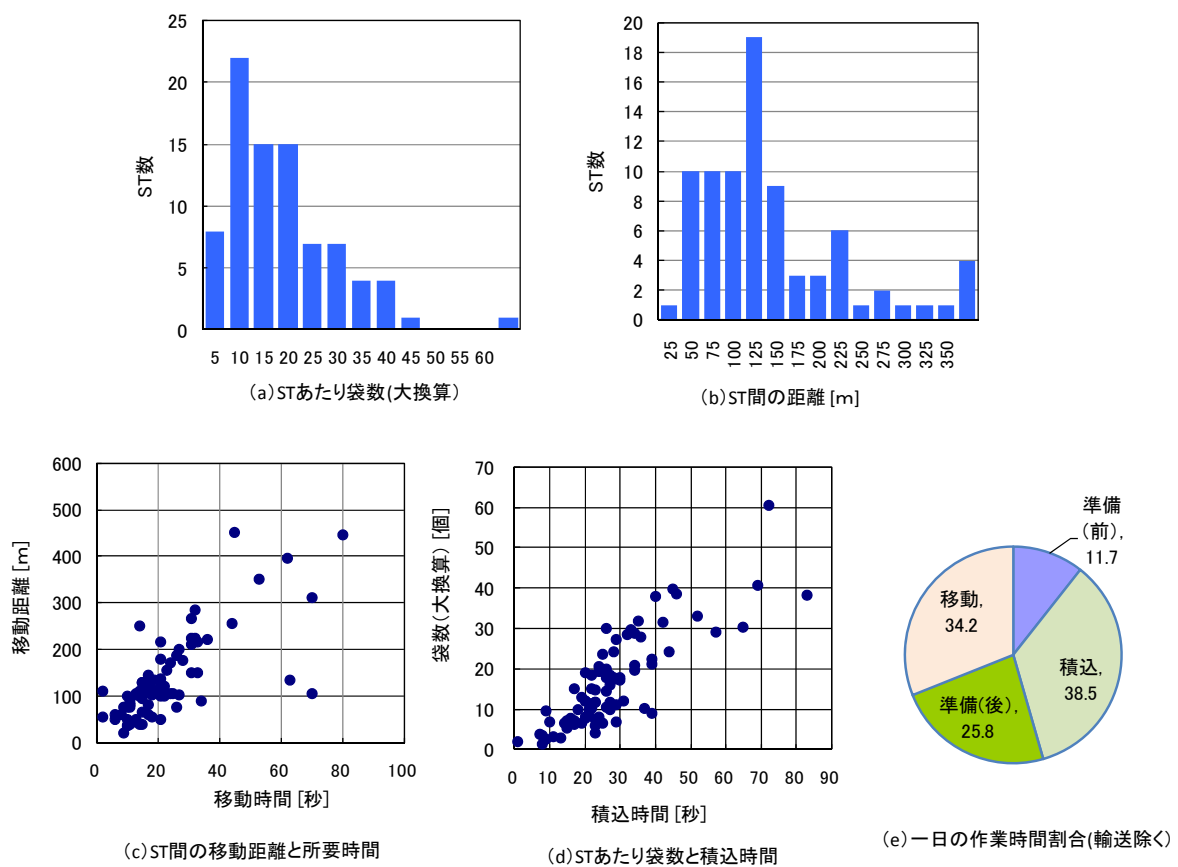 25
20
15
10
5
0
ST数
5 10 15 20 25 30 35 40 45 50 55 60
(a)STあたり袋数(大換算)
20
18
16
14
12
10
8
6
4
2
0
ST数
25 50 75 100 125 150 175 200 225 250 275 300 325 350
(b)ST間の距離 [m]
600
500
400
300
200
100
0
移動距離 [m]
0 20 40 60 80 100
移動時間 [秒]
(c)ST間の移動距離と所要時間
70
60
50
40
30
20
10
0
袋数(大換算) [個]
0 10 20 30 40 50 60 70 80 90
積込時間 [秒]
(d)STあたり袋数と積込時間
準備
(前),
11.7
積込,
38.5
準備(後),
25.8
移動,
34.2
(e)一日の作業時間割合(輸送除く)